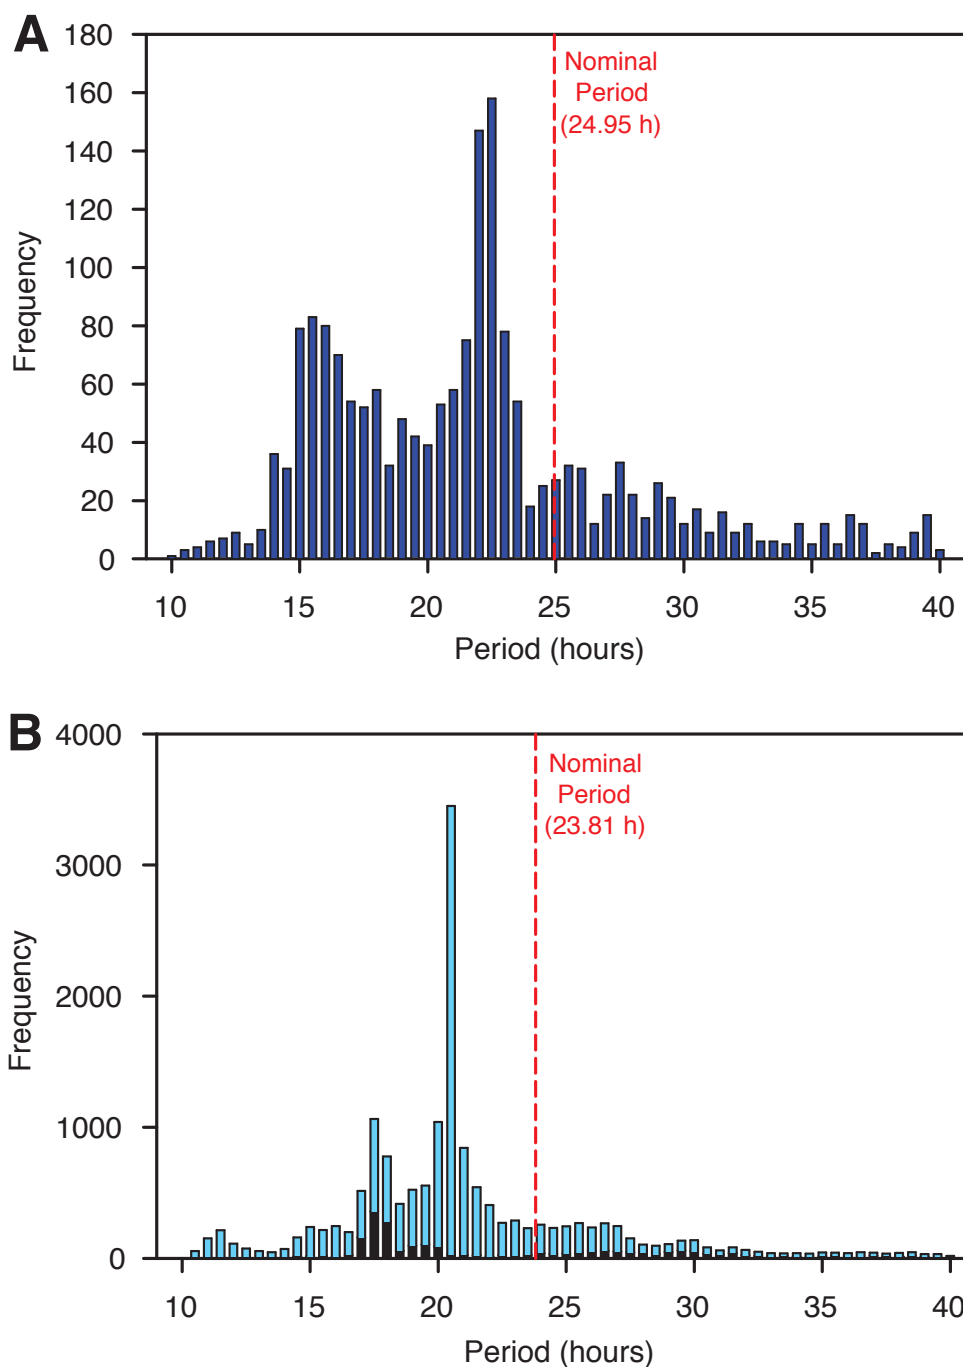 A
180
160
140
120
100
80
60
40
20
0
Frequency
Nominal
Period
(24.95 h)
10 15 20 25 30 35 40
Period (hours)
B
4000
3000
2000
1000
0
Frequency
Nominal
Period
(23.81 h)
10 15 20 25 30 35 40
Period (hours)